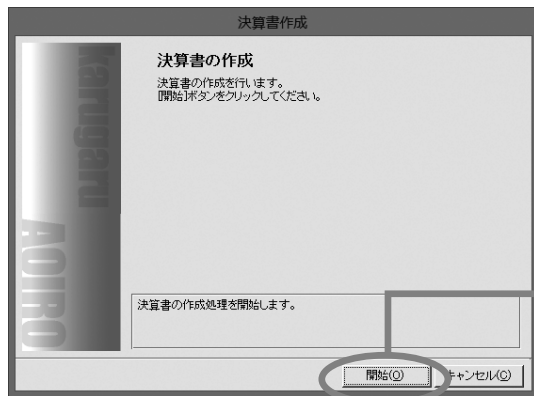 決算書作成
karugaru
AOIRO
決算書の作成
決算書の作成を行います。
[開始]ボタンをクリックしてください。
決算書の作成処理を開始します。
開始(O)
キャンセル(C)